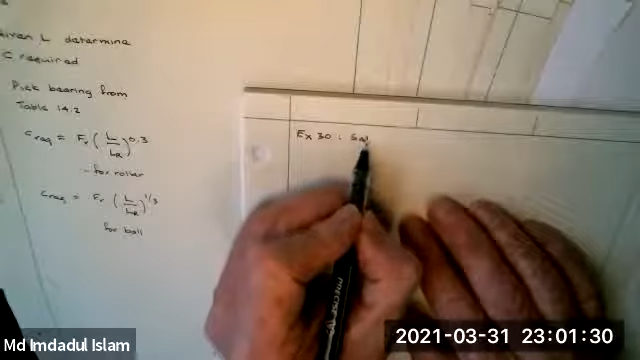 given L determine
C required
Pick bearing from
Table 14.2
Creq = Fr (L/LR)^0.3
- for roller
Creq = Fr (L/LR)^1/3
for ball
Ex 30 :
Md Imdadul Islam
2021-03-31 23:01:30